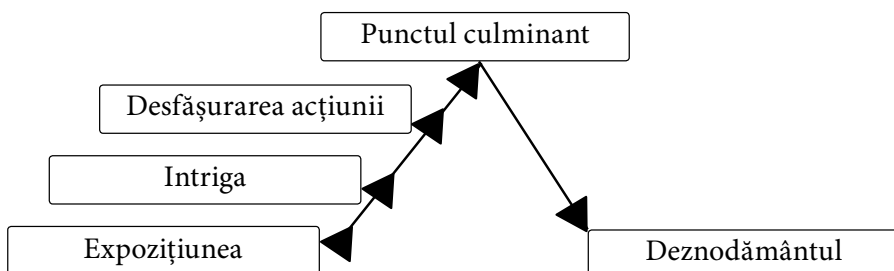 Punctul culminant
Desfășurarea acțiunii
Intriga
Expozițiunea
Deznodământul